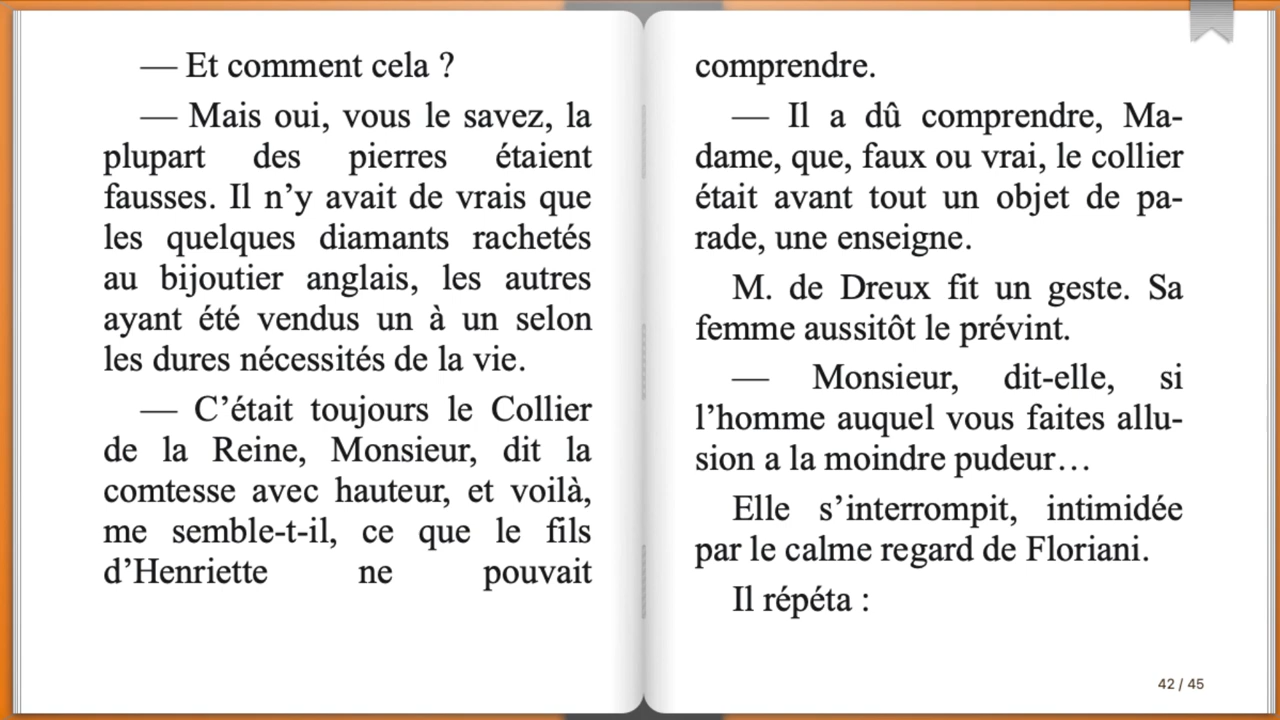 — Et comment cela ?
— Mais oui, vous le savez, la
plupart des pierres étaient
fausses. Il n’y avait de vrais que
les quelques diamants rachetés
au bijoutier anglais, les autres
ayant été vendus un à un selon
les dures nécessités de la vie.
— C’était toujours le Collier
de la Reine, Monsieur, dit la
comtesse avec hauteur, et voilà,
me semble-t-il, ce que le fils
d’Henriette ne pouvait
comprendre.
— Il a dû comprendre, Ma-
dame, que, faux ou vrai, le collier
était avant tout un objet de pa-
rade, une enseigne.
M. de Dreux fit un geste. Sa
femme aussitôt le prévint.
— Monsieur, dit-elle, si
l’homme auquel vous faites allu-
sion a la moindre pudeur…
Elle s’interrompit, intimidée
par le calme regard de Floriani.
Il répéta :
42 / 45